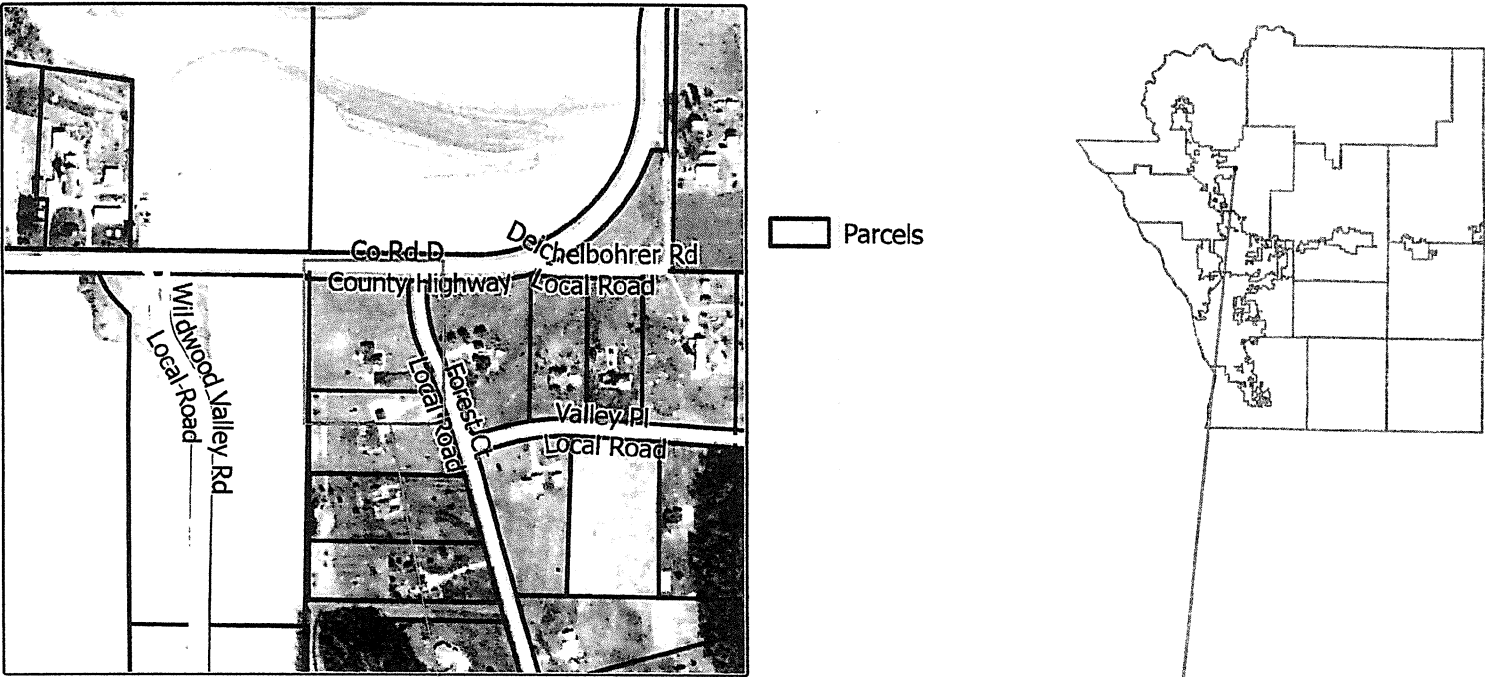 Co Rd D
County Highway
Deichelbohrer Rd
Local Road
Parcels
Wildwood Valley Rd
Local Road
Forest Ct
Local Road
Valley Pl
Local Road